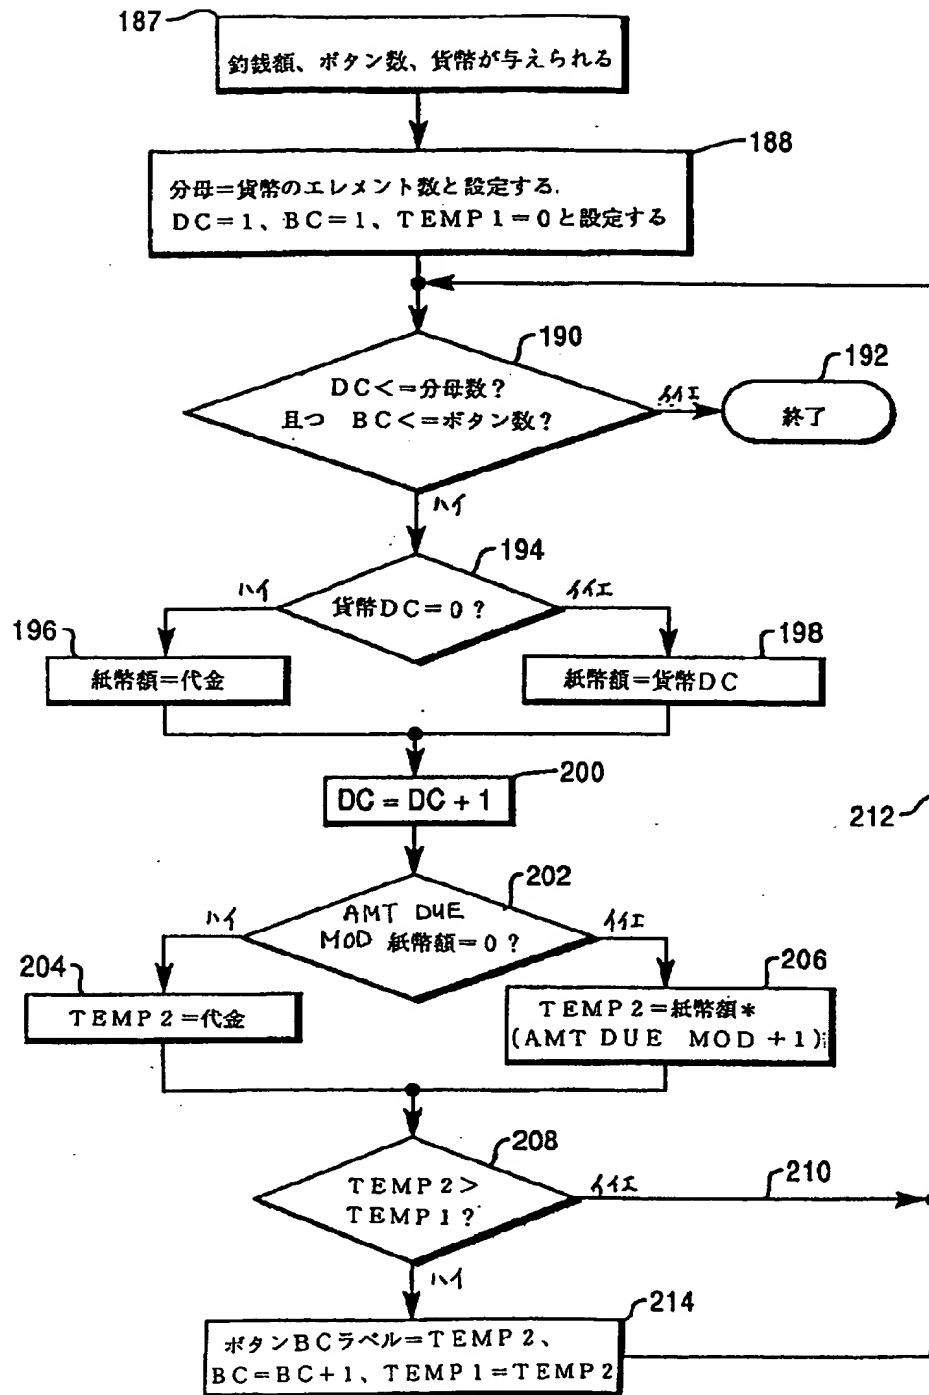 187
釣銭額、ボタン数、貨幣が与えられる
188
分母＝貨幣のエレメント数と設定する.
DC＝1、BC＝1、TEMP1＝0と設定する
190
DC<＝分母数?
且つ BC<＝ボタン数?
イイエ
192
終了
ハイ
194
貨幣DC＝0?
ハイ
イイエ
196
紙幣額＝代金
198
紙幣額＝貨幣DC
200
DC = DC + 1
212
202
AMT DUE
MOD 紙幣額＝0?
ハイ
イイエ
204
TEMP2＝代金
206
TEMP2＝紙幣額*
(AMT DUE MOD +1)
208
TEMP2>
TEMP1?
イイエ
210
ハイ
214
ボタンBCラベル＝TEMP2、
BC＝BC+1、TEMP1＝TEMP2